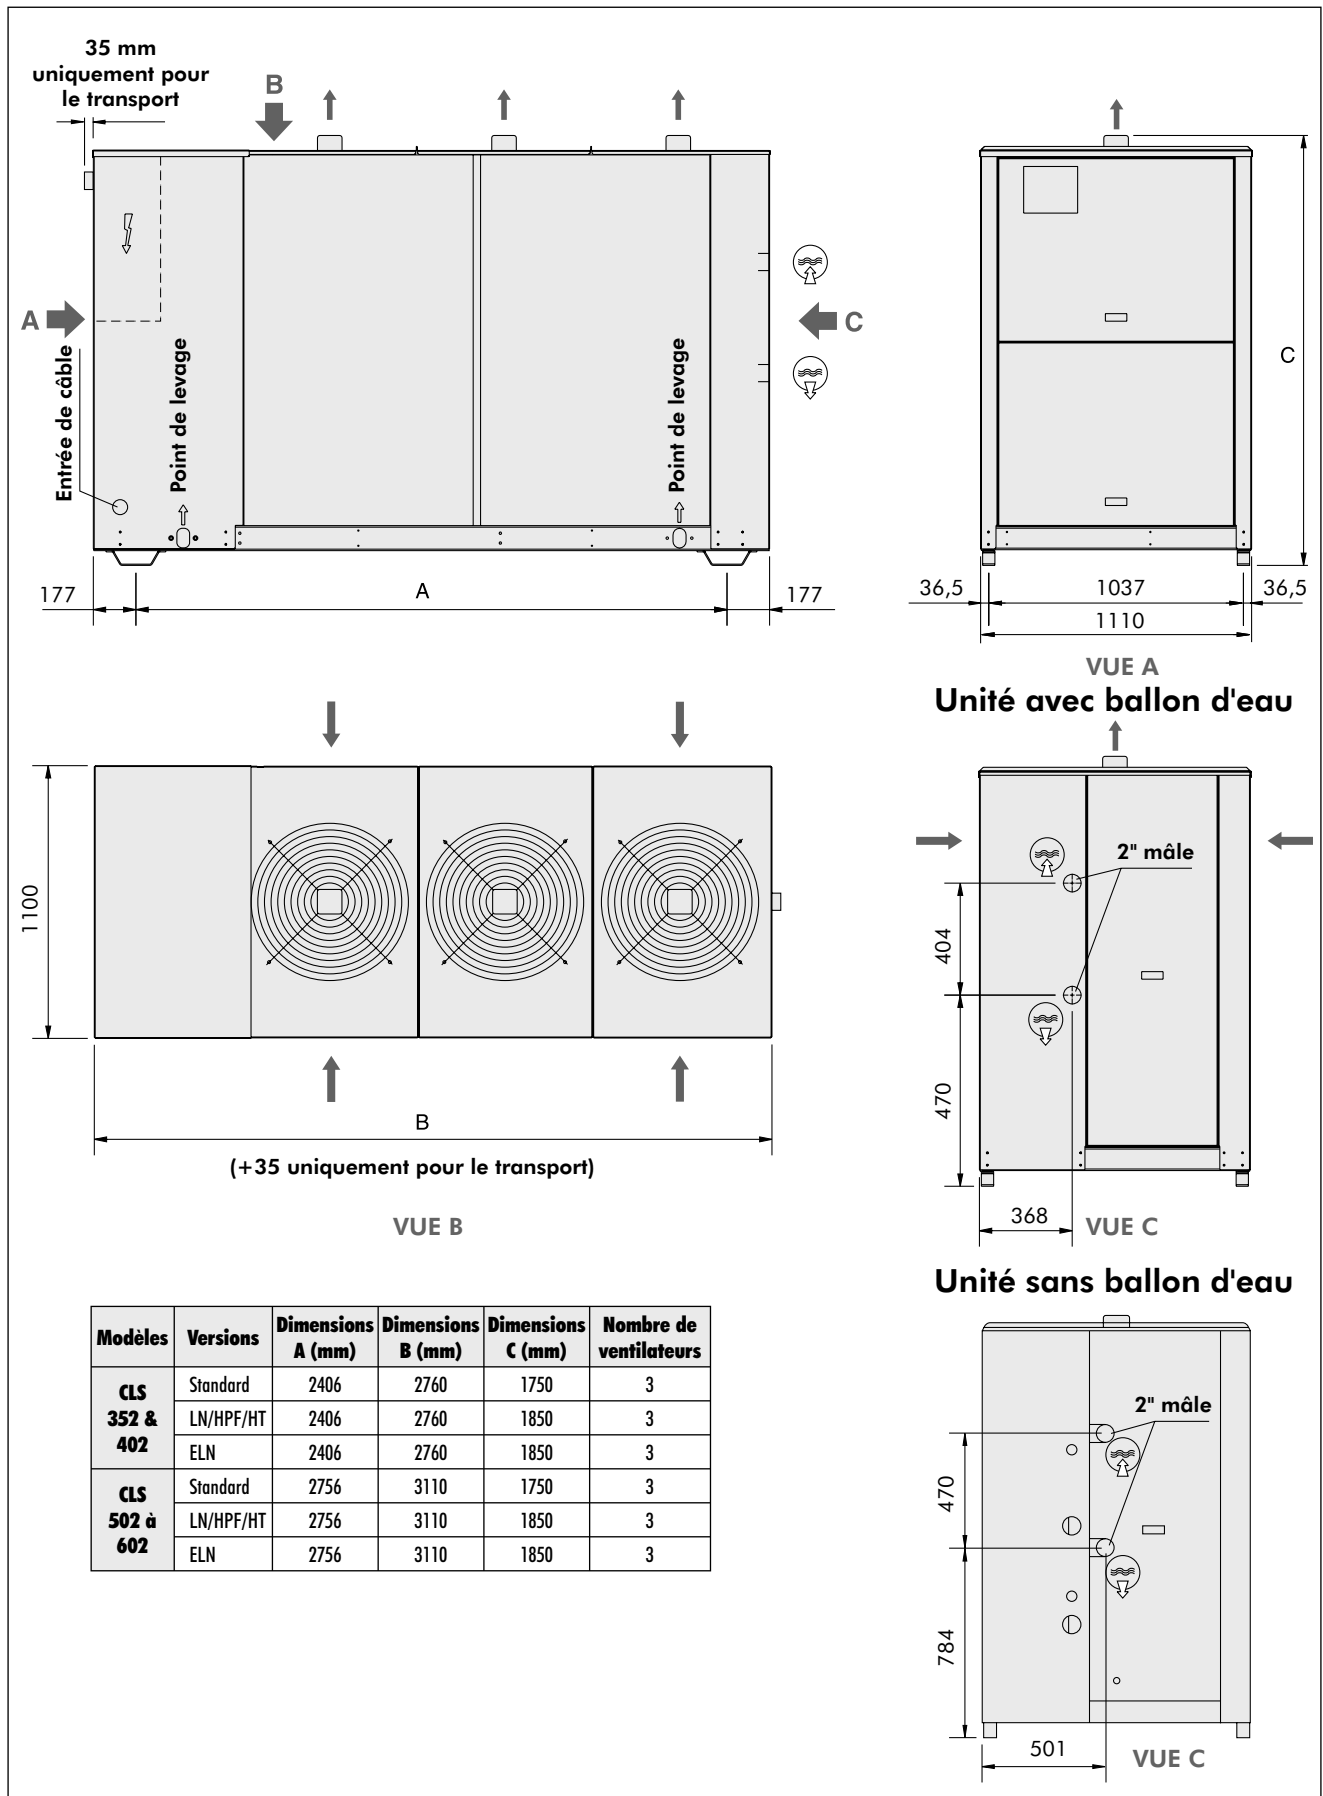 35 mm
uniquement pour
le transport
B
A
C
Entrée de câble
Point de levage
Point de levage
177
A
177
C
36,5
1037
36,5
1110
VUE A
Unité avec ballon d'eau
1100
B
(+35 uniquement pour le transport)
VUE B
2" mâle
404
470
368
VUE C
Unité sans ballon d'eau
2" mâle
470
784
501
VUE C
Modèles Versions Dimensions A (mm) Dimensions B (mm) Dimensions C (mm) Nombre de ventilateurs
CLS 352 & 402
Standard 2406 2760 1750 3
LN/HPF/HT 2406 2760 1850 3
ELN 2406 2760 1850 3
CLS 502 à 602
Standard 2756 3110 1750 3
LN/HPF/HT 2756 3110 1850 3
ELN 2756 3110 1850 3